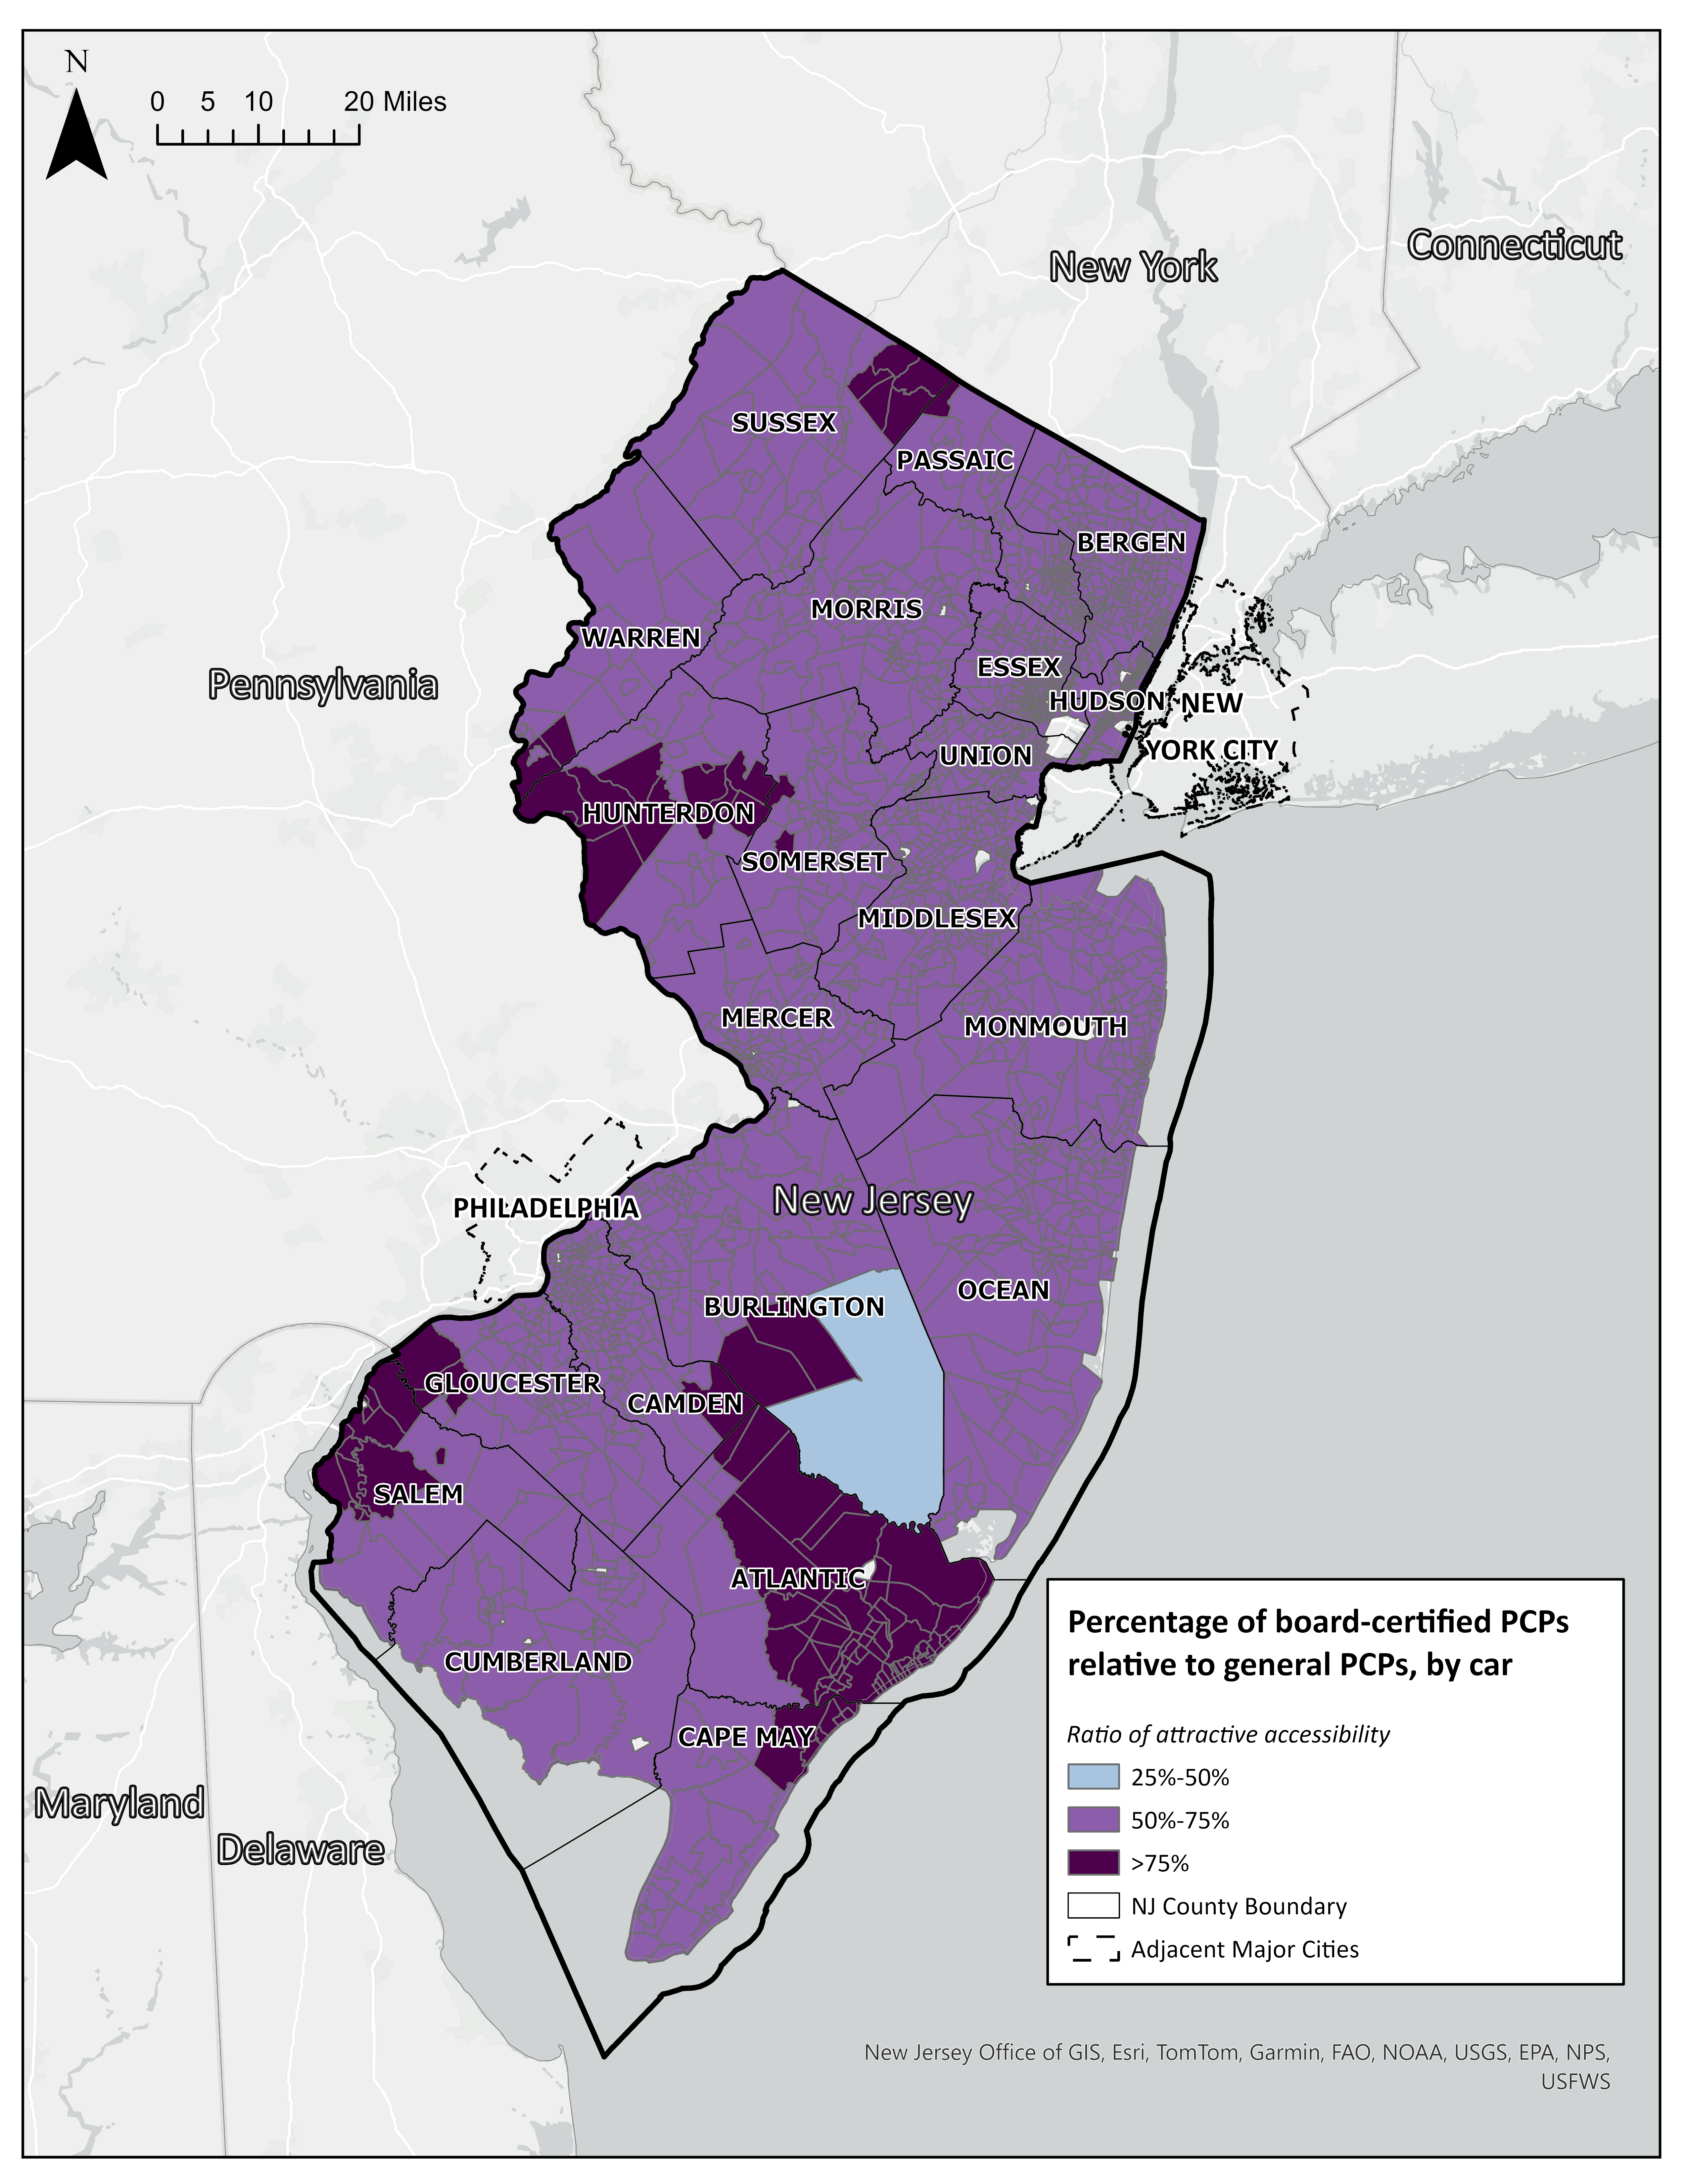 N
0 5 10 20 Miles
Connecticut
New York
SUSSEX
PASSAIC
BERGEN
MORRIS
WARREN
ESSEX
Pennsylvania
HUDSON
NEW
YORK CITY
UNION
HUNTERDON
SOMERSET
MIDDLESEX
MERCER
MONMOUTH
New Jersey
PHILADELPHIA
OCEAN
BURLINGTON
GLOUCESTER
CAMDEN
SALEM
ATLANTIC
CUMBERLAND
CAPE MAY
Maryland
Delaware
Percentage of board-certified PCPs
relative to general PCPs, by car
Ratio of attractive accessibility
25%-50%
50%-75%
>75%
NJ County Boundary
Adjacent Major Cities
New Jersey Office of GIS, Esri, TomTom, Garmin, FAO, NOAA, USGS, EPA, NPS,
USFWS